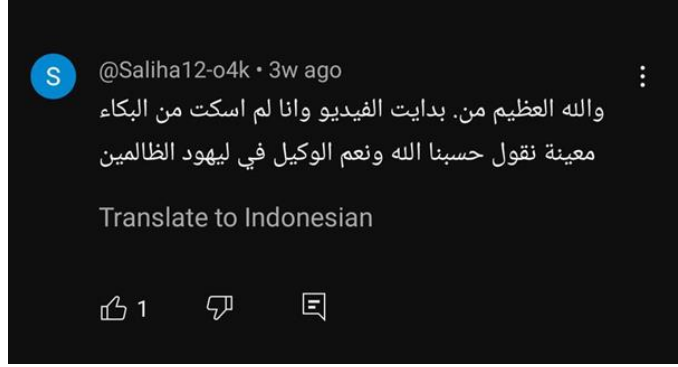 S
@Saliha12-o4k • 3w ago
والله العظيم من. بدايت الفيديو وانا لم اسكت من البكاء
معينة نقول حسبنا الله ونعم الوكيل في ليهود الظالمين
Translate to Indonesian
1